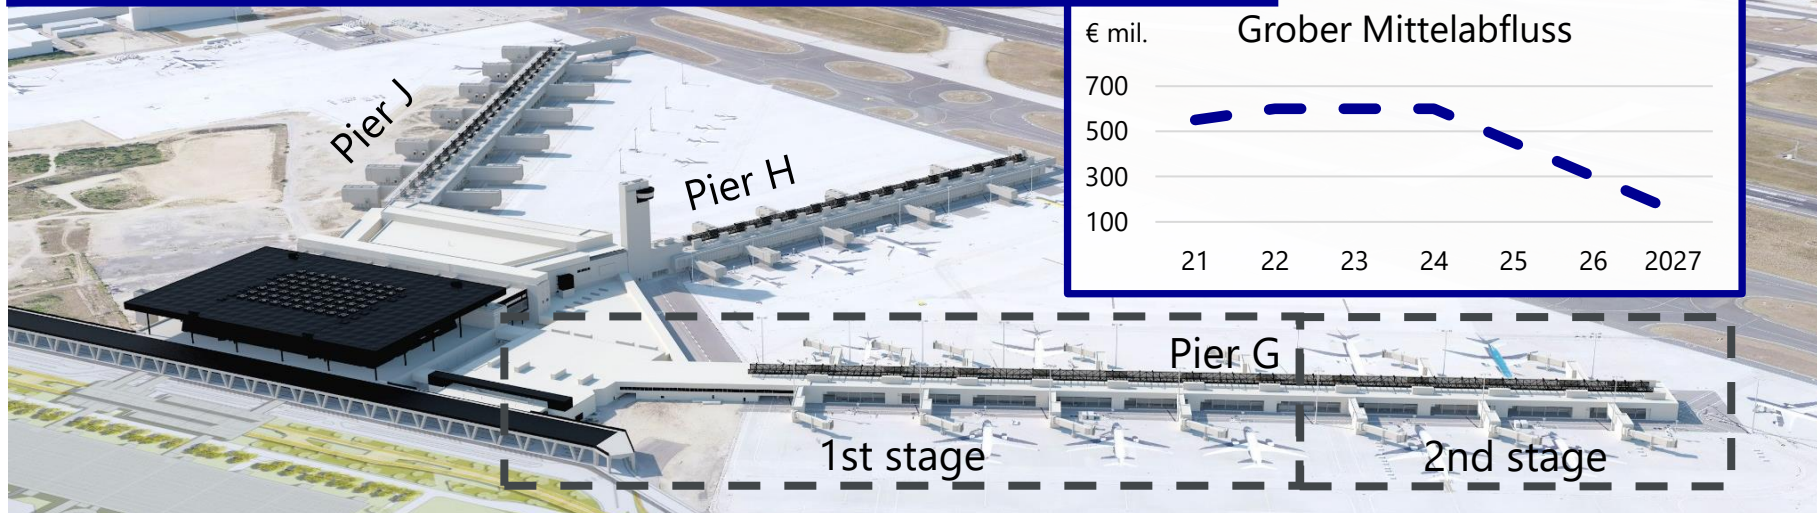 € mil.
Grober Mittelabfluss
700
500
300
100
21 22 23 24 25 26 2027
Pier J
Pier H
Pier G
1st stage
2nd stage